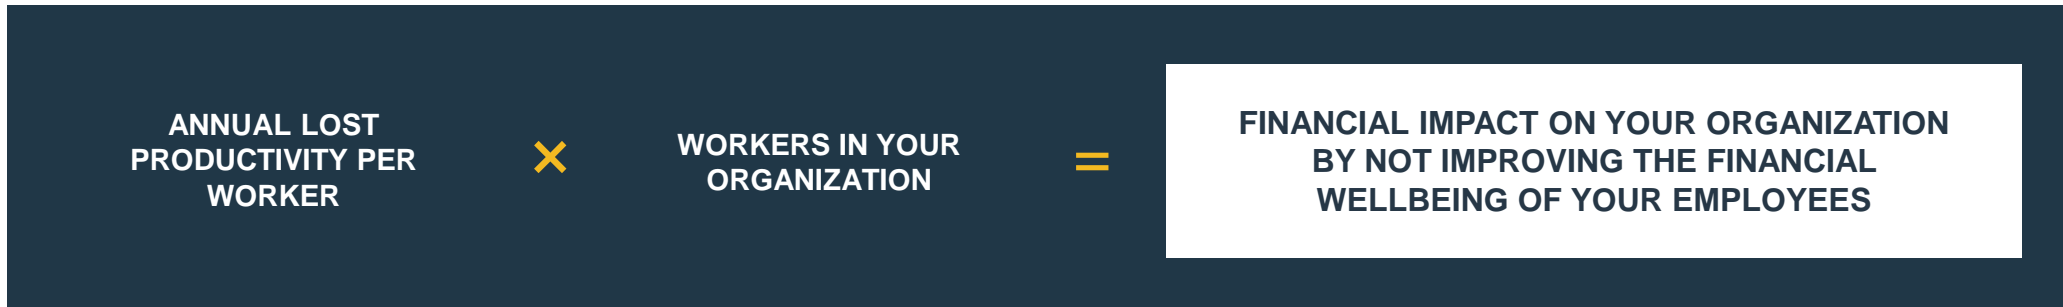 ANNUAL LOST
PRODUCTIVITY PER
WORKER
×
WORKERS IN YOUR
ORGANIZATION
=
FINANCIAL IMPACT ON YOUR ORGANIZATION
BY NOT IMPROVING THE FINANCIAL
WELLBEING OF YOUR EMPLOYEES